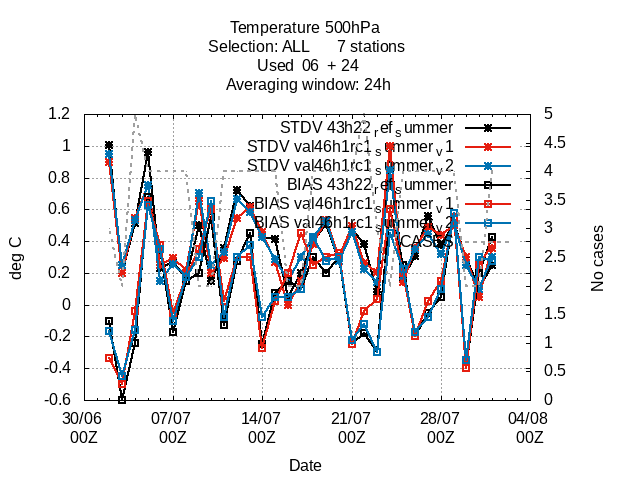 Temperature 500hPa
Selection: ALL 7 stations
Used 06 + 24
Averaging window: 24h
1.2
1
0.8
0.6
0.4
0.2
0
-0.2
-0.4
-0.6
deg C
STDV 43h22_ref_summer
STDV val46h1rc1_summer_v1
STDV val46h1rc1_summer_v2
BIAS 43h22_ref_summer
BIAS val46h1rc1_summer_v1
BIAS val46h1rc1_summer_v2
CASES
5
4.5
4
3.5
3
2.5
2
1.5
1
0.5
0
No cases
30/06 07/07 14/07 21/07 28/07 04/08
00Z 00Z 00Z 00Z 00Z 00Z
Date